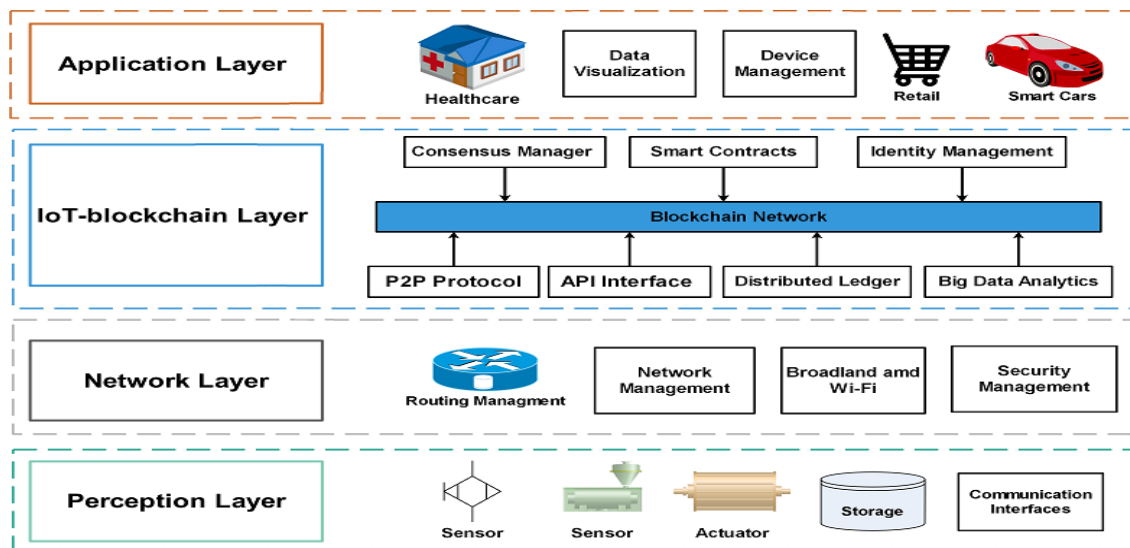 Application Layer
Healthcare
Data
Visualization
Device
Management
Retail
Smart Cars
IoT-blockchain Layer
Consensus Manager
Smart Contracts
Identity Management
Blockchain Network
P2P Protocol
API Interface
Distributed Ledger
Big Data Analytics
Network Layer
Routing Managment
Network
Management
Broadland amd
Wi-Fi
Security
Management
Perception Layer
Sensor
Sensor
Actuator
Storage
Communication
Interfaces